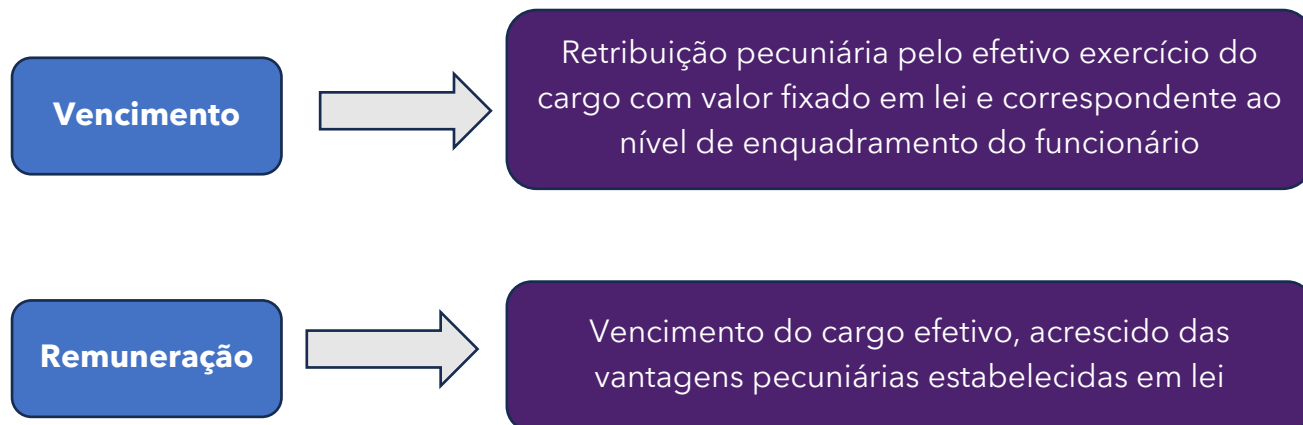 Vencimento
Retribuição pecuniária pelo efetivo exercício do
cargo com valor fixado em lei e correspondente ao
nível de enquadramento do funcionário
Remuneração
Vencimento do cargo efetivo, acrescido das
vantagens pecuniárias estabelecidas em lei